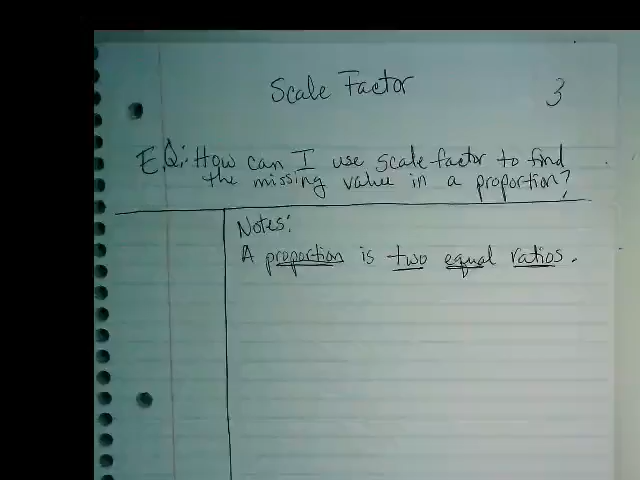 Scale Factor
3
E.Q.: How can I use scale factor to find
the missing value in a proportion?
Notes:
A proportion is two equal ratios.